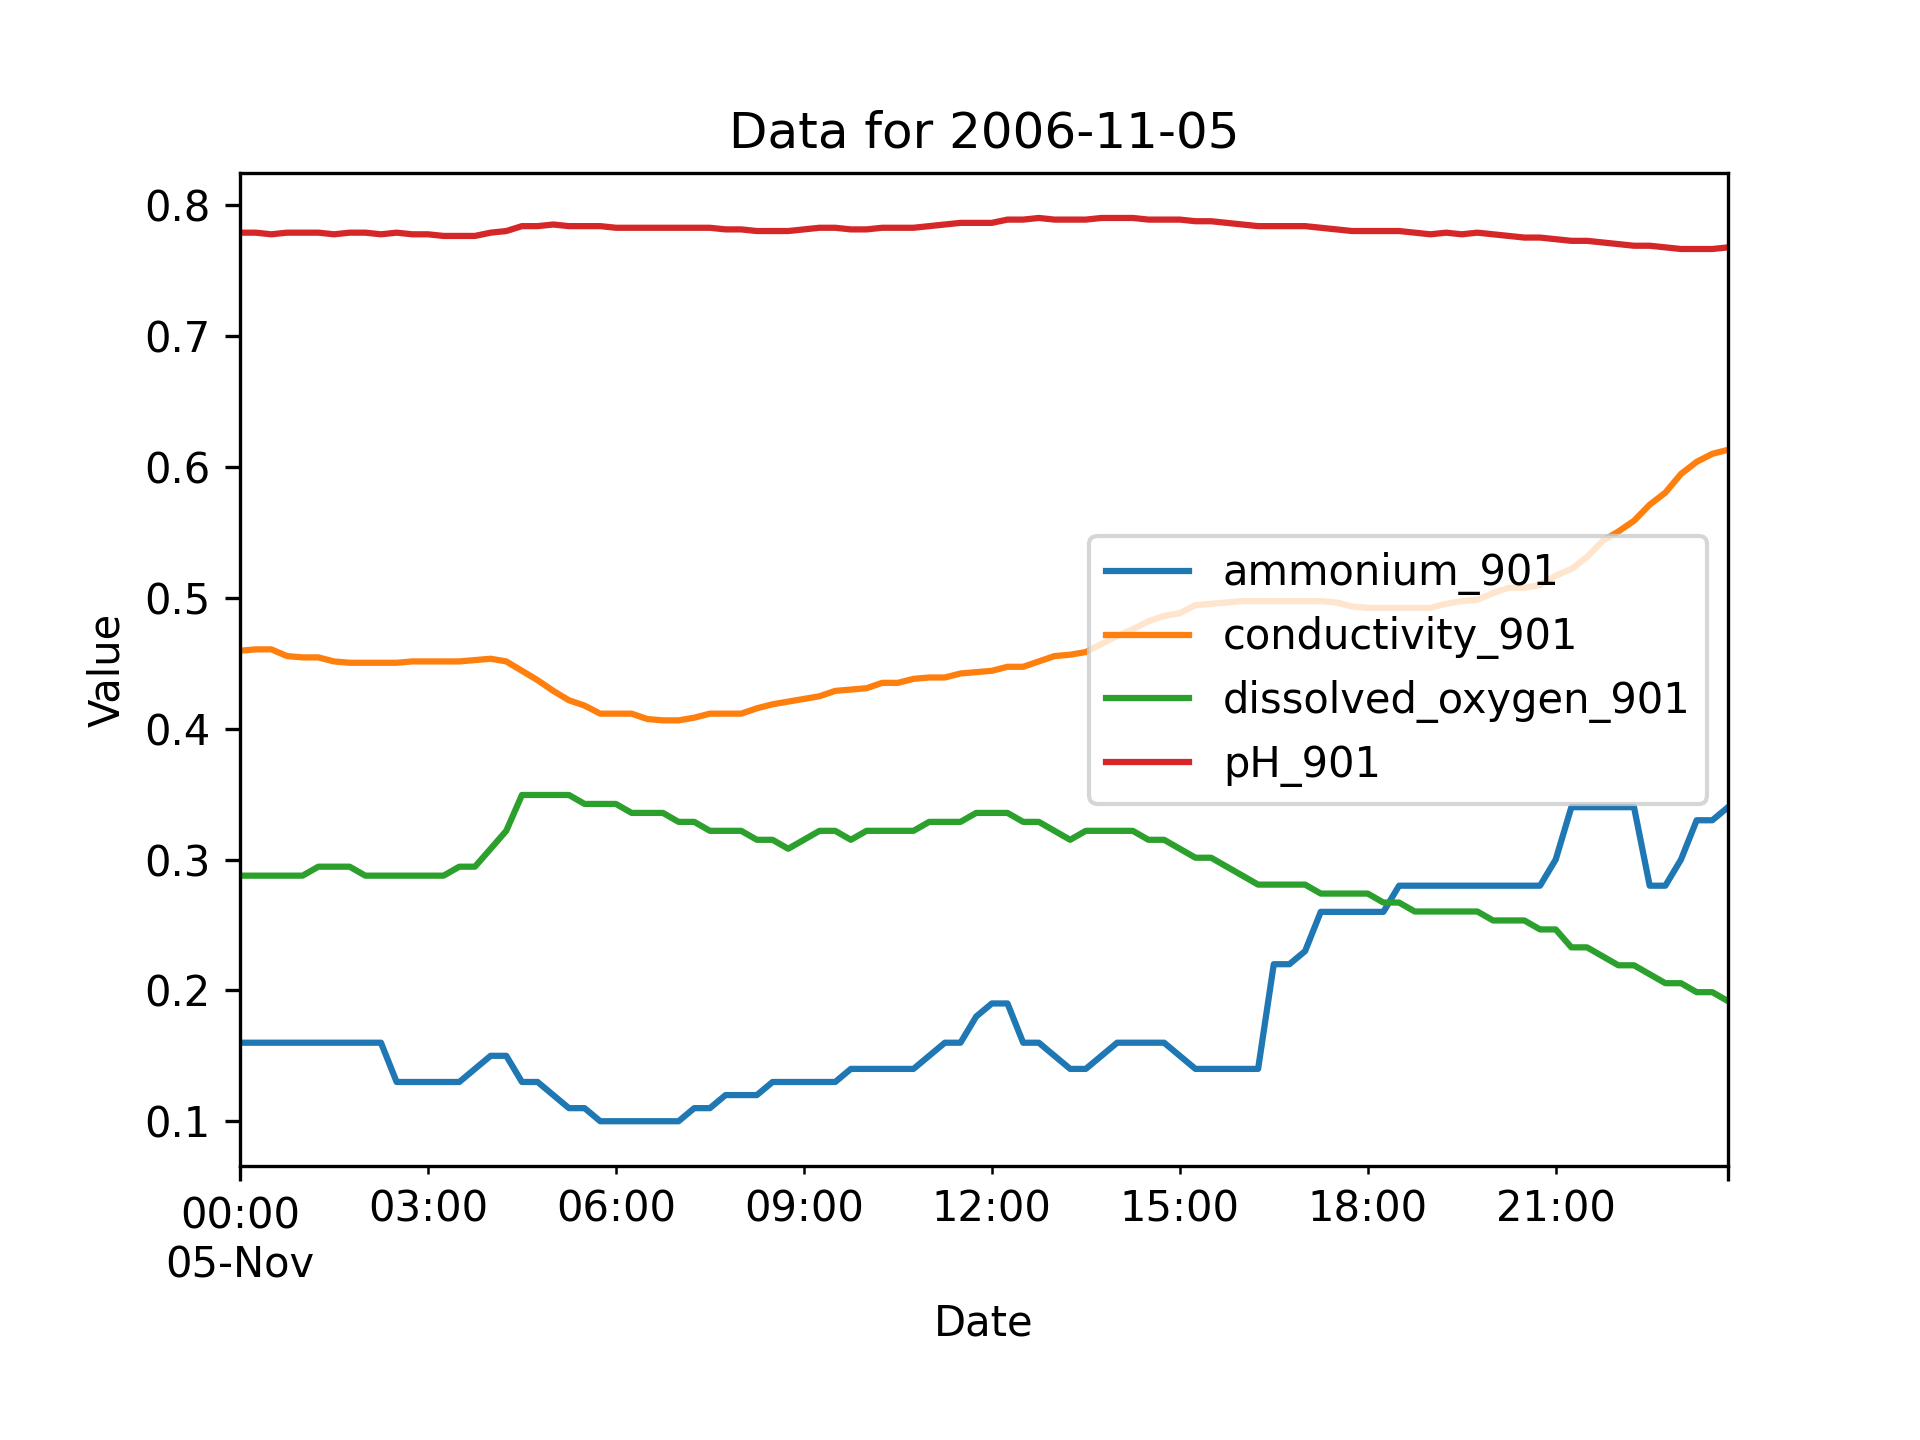 Data for 2006-11-05
Value
0.8
0.7
0.6
0.5
0.4
0.3
0.2
0.1
ammonium_901
conductivity_901
dissolved_oxygen_901
pH_901
00:00 03:00 06:00 09:00 12:00 15:00 18:00 21:00
05-Nov
Date